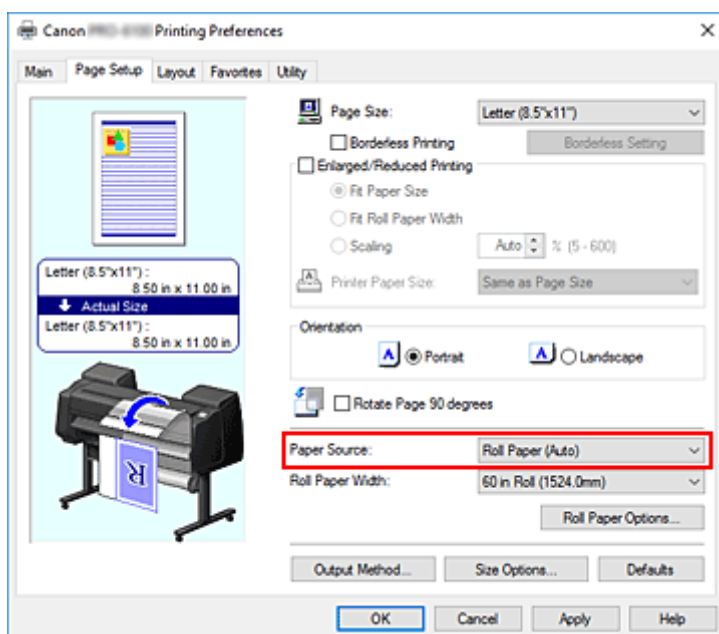 Canon Printing Preferences
Main Page Setup Layout Favorites Utility
Page Size: Letter (8.5"x11")
Borderless Printing Borderless Setting
Enlarged/Reduced Printing
Fit Paper Size
Fit Roll Paper Width
Scaling Auto % (5 - 600)
Printer Paper Size: Same as Page Size
Letter (8.5"x11") :
8.50 in x 11.00 in
Actual Size
Letter (8.5"x11") :
8.50 in x 11.00 in
Orientation
A Portrait A Landscape
Rotate Page 90 degrees
Paper Source: Roll Paper (Auto)
Roll Paper Width: 60 in Roll (1524.0mm)
Roll Paper Options...
R
Output Method... Size Options... Defaults
OK Cancel Apply Help